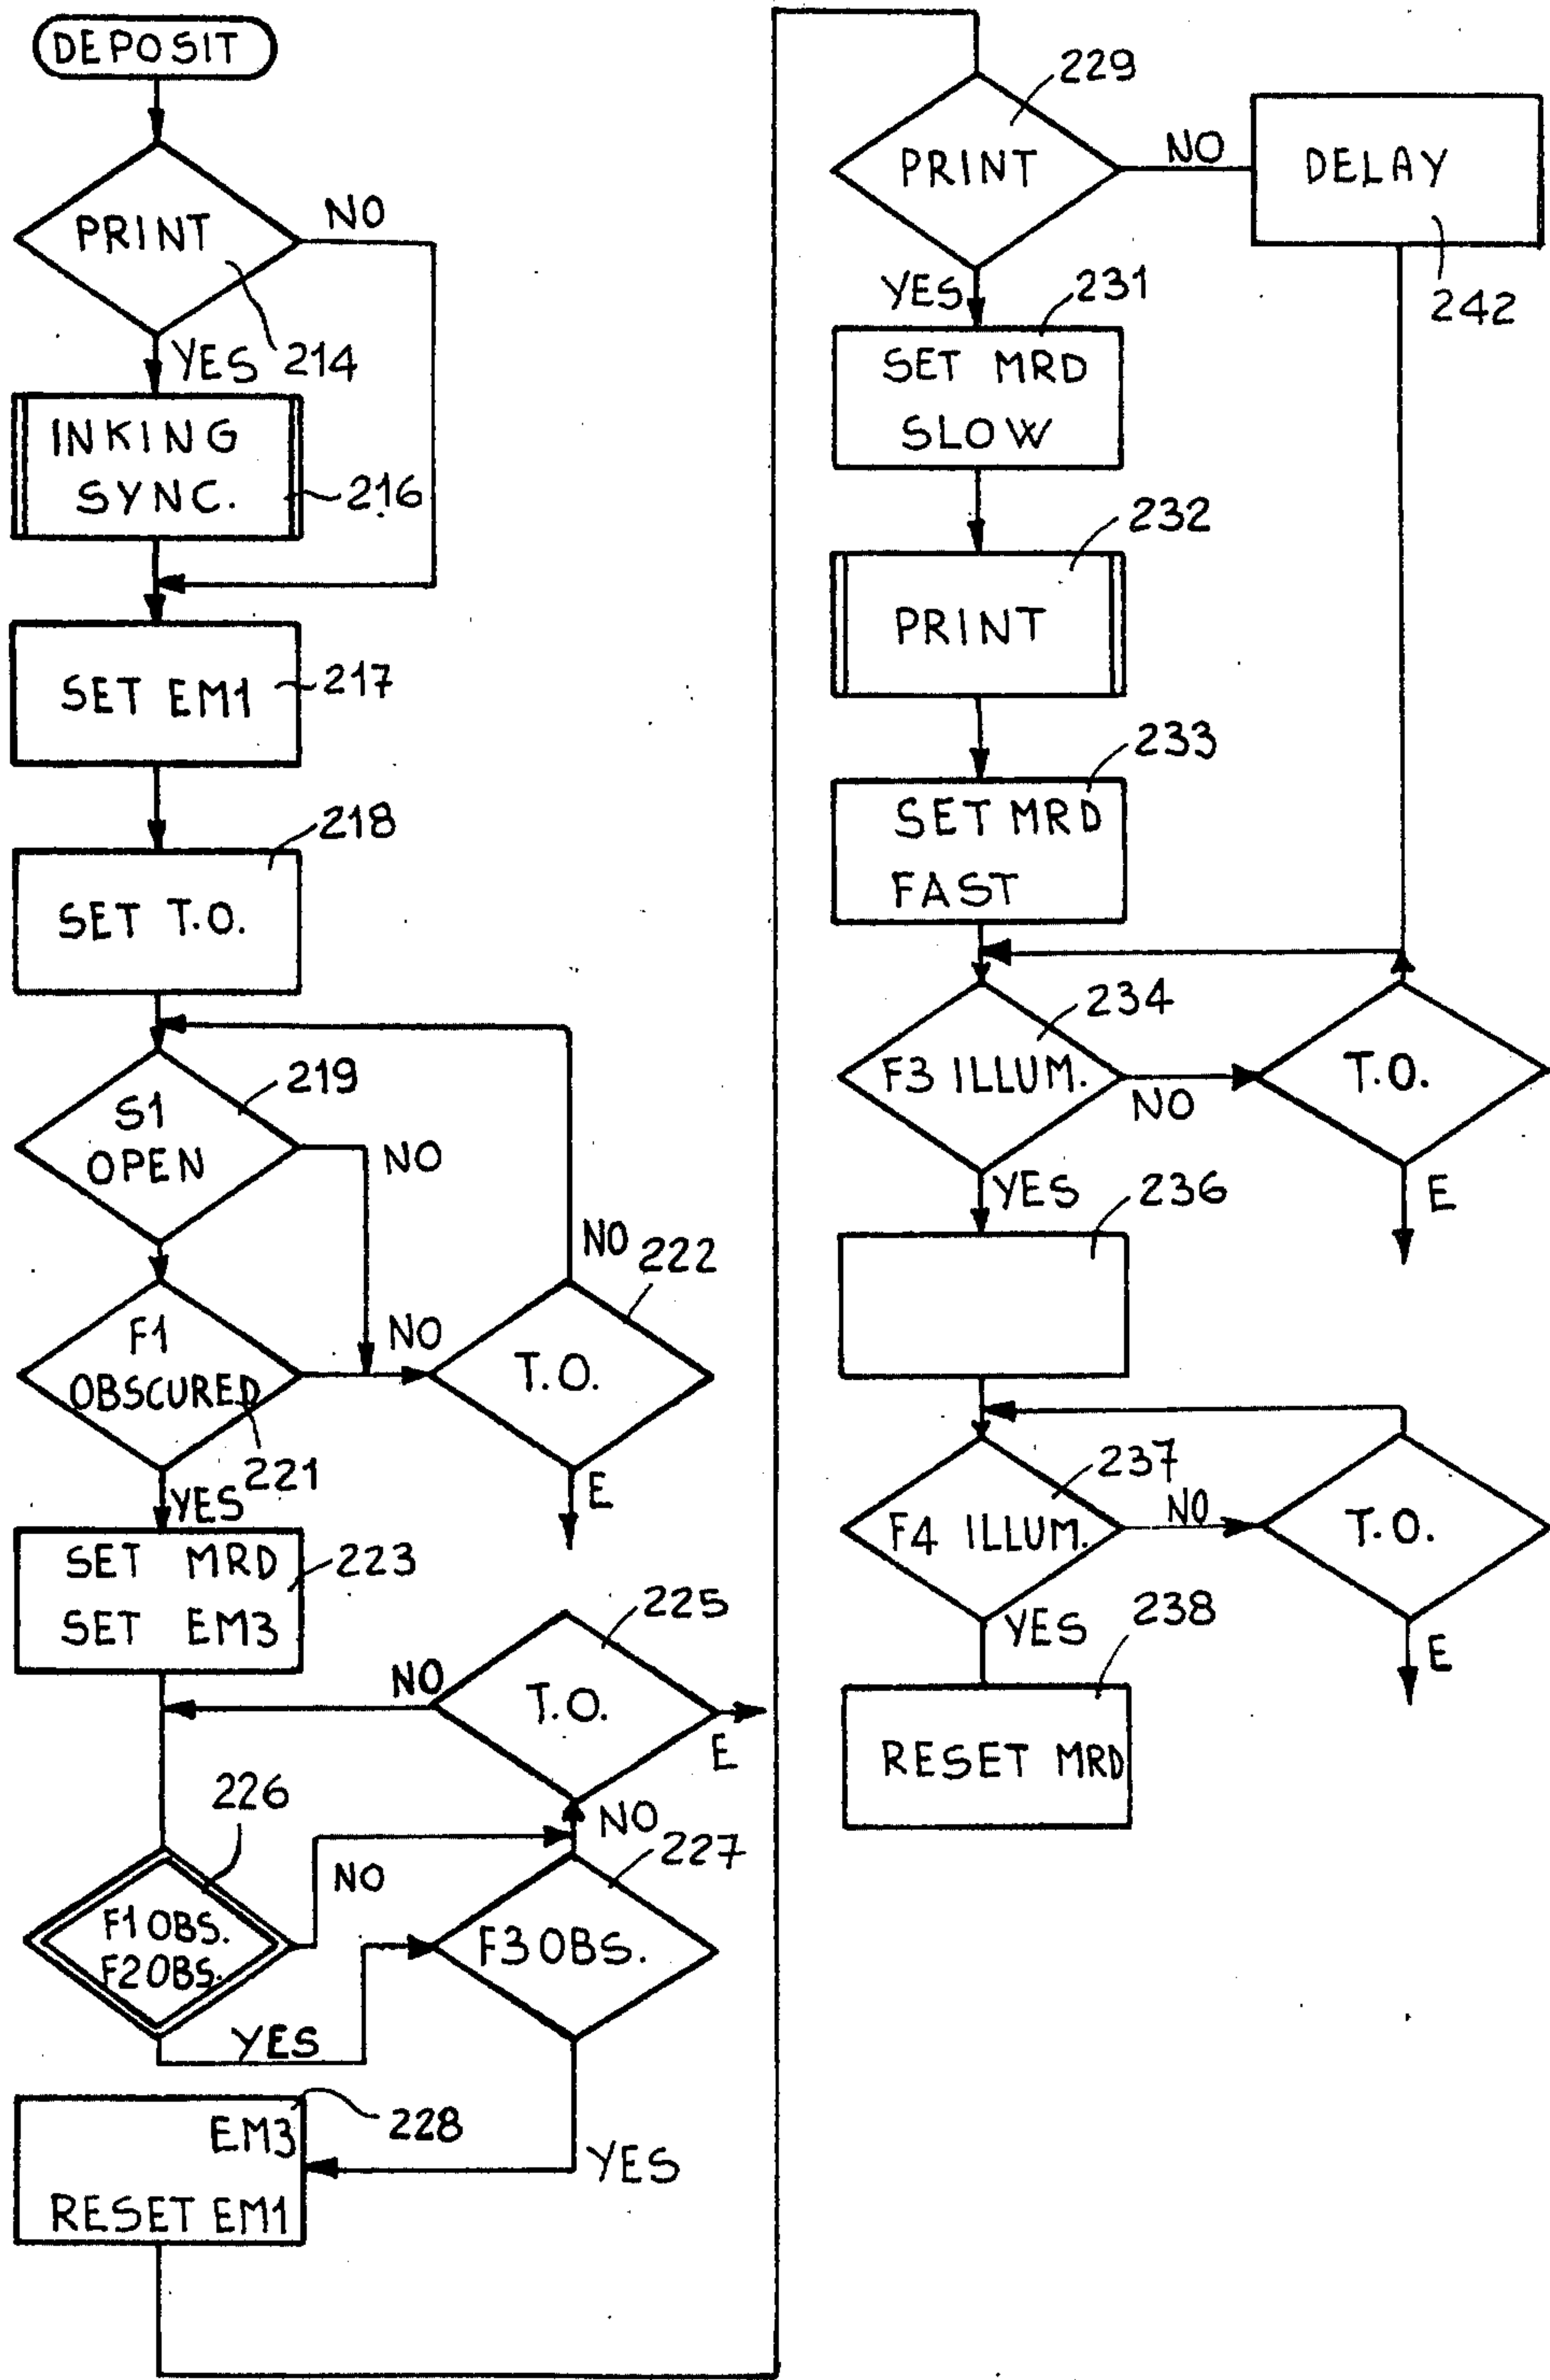 DEPOSIT
PRINT
NO
YES
214
INKING
SYNC.
216
SET EM1
217
218
SET T.O.
219
S1
OPEN
NO
NO
222
F1
OBSCURED
NO
T.O.
221
YES
E
SET MRD
SET EM3
223
225
NO
T.O.
E
226
NO
227
NO
F1 OBS.
F2 OBS.
F3 OBS.
YES
EM3
228
YES
RESET EM1
229
PRINT
NO
DELAY
242
YES
231
SET MRD
SLOW
232
PRINT
233
SET MRD
FAST
234
F3 ILLUM.
NO
T.O.
YES
236
E
237
F4 ILLUM.
NO
T.O.
YES
238
E
RESET MRD